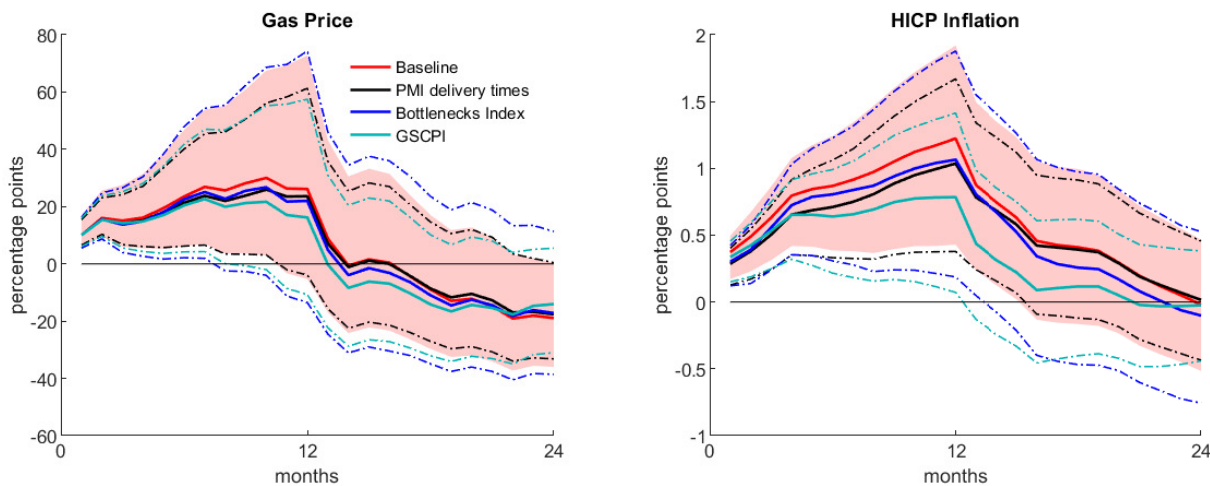 Gas Price
percentage points
80
60
40
20
0
-20
-40
-60
0
12
24
months
Baseline
PMI delivery times
Bottlenecks Index
GSCPI
HICP Inflation
percentage points
2
1.5
1
0.5
0
-0.5
-1
0
12
24
months